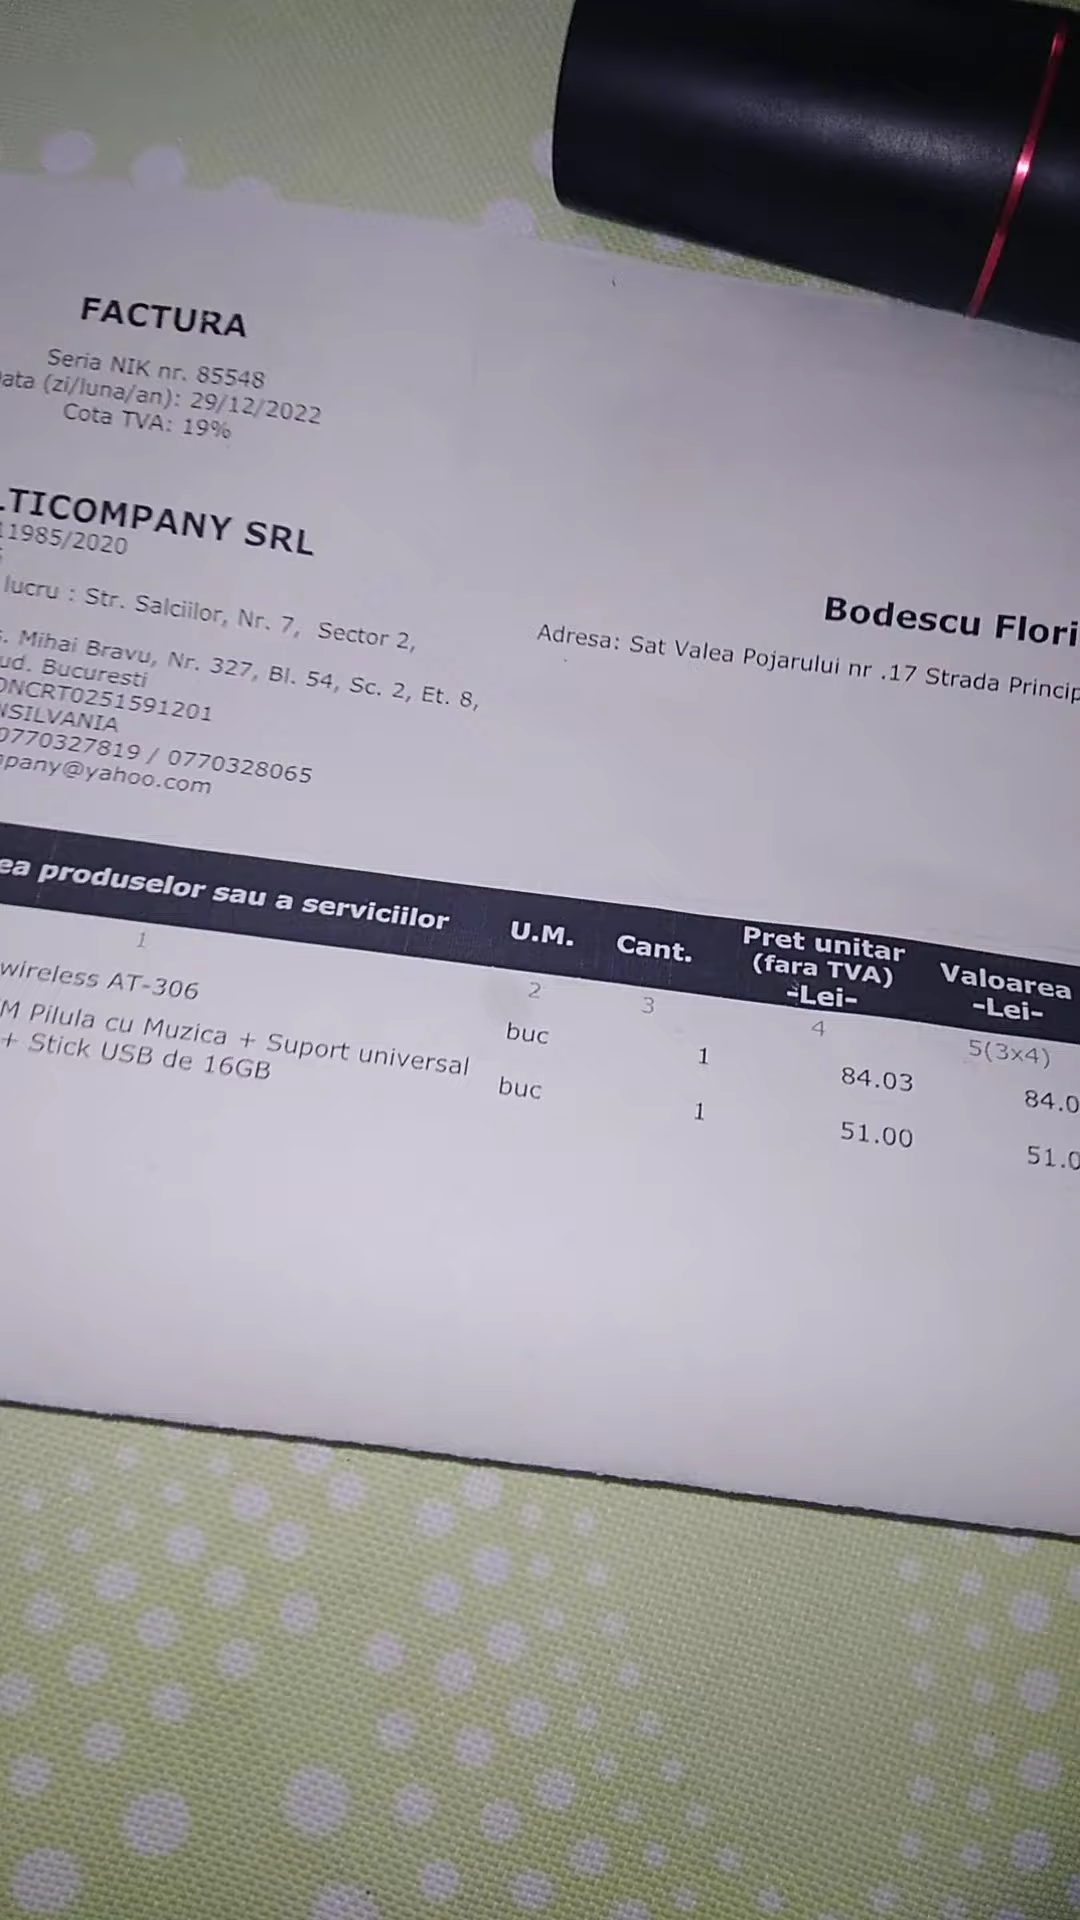 FACTURA
Seria NIK nr. 85548
ata (zi/luna/an): 29/12/2022
Cota TVA: 19%
LTICOMPANY SRL
11985/2020
lucru : Str. Salciilor, Nr. 7, Sector 2,
s. Mihai Bravu, Nr. 327, Bl. 54, Sc. 2, Et. 8,
ud. Bucuresti
ONCRT0251591201
NSILVANIA
0770327819 / 0770328065
mpany@yahoo.com
Bodescu Flori
Adresa: Sat Valea Pojarului nr .17 Strada Princip
ea produselor sau a serviciilor U.M. Cant. Pret unitar (fara TVA) -Lei- Valoarea -Lei-
1 2 3 4 5(3x4)
wireless AT-306 buc 1 84.03 84.0
M Pilula cu Muzica + Suport universal buc 1 51.00 51.0
+ Stick USB de 16GB